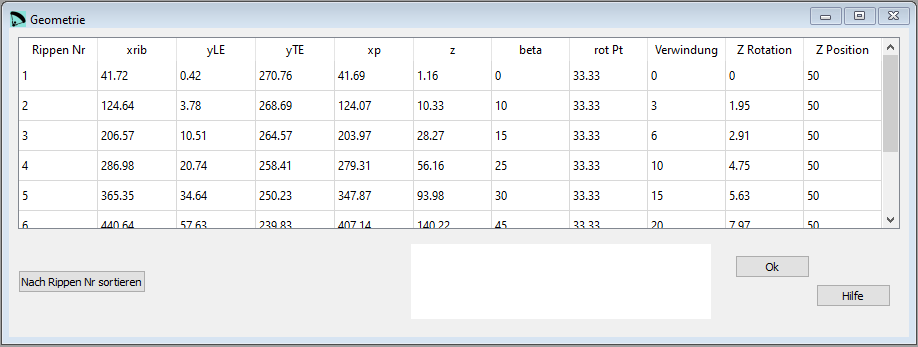 Geometrie
Rippen Nr xrib yLE yTE xp z beta rot Pt Verwindung Z Rotation Z Position
1 41.72 0.42 270.76 41.69 1.16 0 33.33 0 0 50
2 124.64 3.78 268.69 124.07 10.33 10 33.33 3 1.95 50
3 206.57 10.51 264.57 203.97 28.27 15 33.33 6 2.91 50
4 286.98 20.74 258.41 279.31 56.16 25 33.33 10 4.75 50
5 365.35 34.64 250.23 347.87 93.98 30 33.33 15 5.63 50
6 440.64 57.63 239.83 407.14 140.22 45 33.33 20 7.97 50
Nach Rippen Nr sortieren
Ok
Hilfe